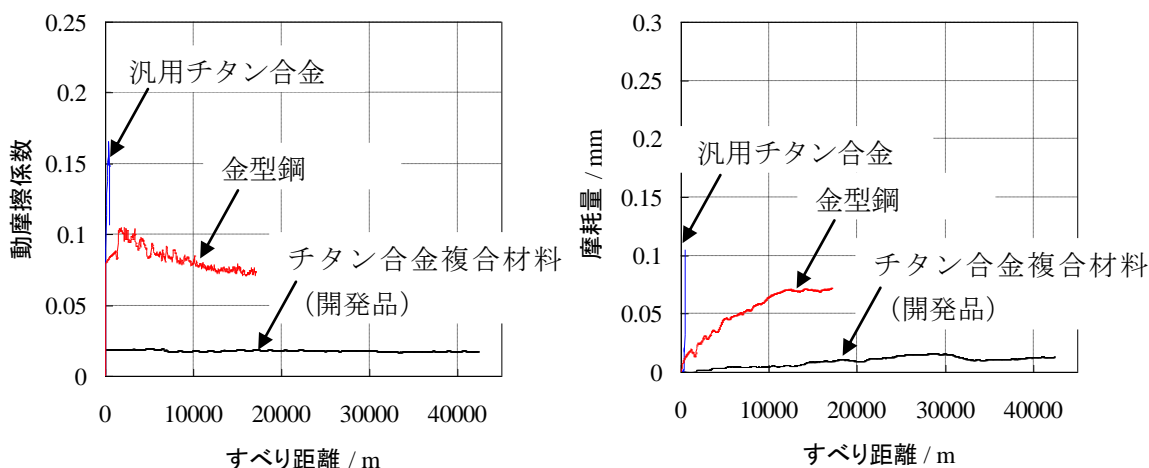 0.25
0.2
0.15
0.1
0.05
0
動摩擦係数
汎用チタン合金
金型鋼
チタン合金複合材料
（開発品）
0 10000 20000 30000 40000
すべり距離 / m
0.3
0.25
0.2
0.15
0.1
0.05
0
摩耗量 / mm
汎用チタン合金
金型鋼
チタン合金複合材料
（開発品）
0 10000 20000 30000 40000
すべり距離 / m